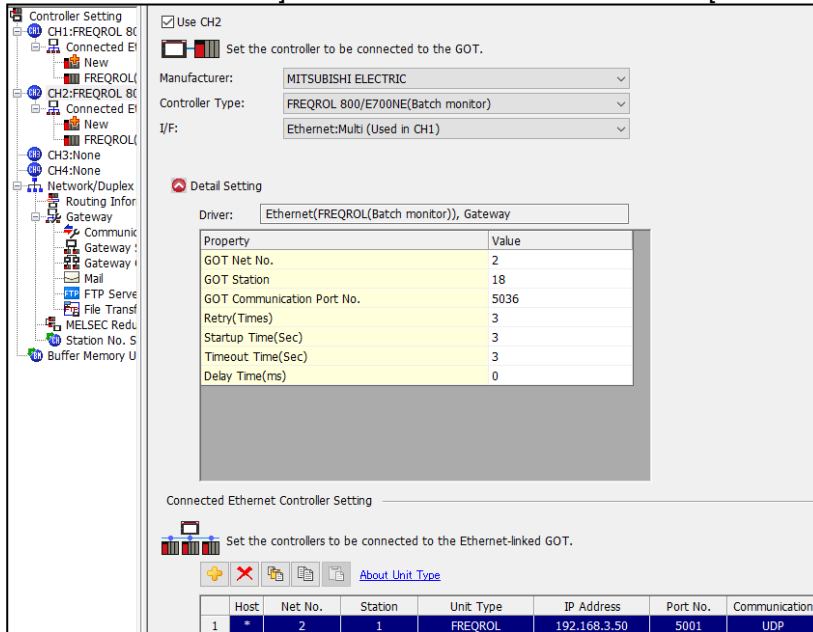 Controller Setting
CH1:FREQROL 80
Connected Et
New
FREQROL(
CH2:FREQROL 80
Connected Et
New
FREQROL(
CH3:None
CH4:None
Network/Duplex
Routing Infor
Gateway
Communic
Gateway S
Gateway
Mail
FTP Serve
File Transf
MELSEC Redu
Station No. S
Buffer Memory U
Use CH2
Set the controller to be connected to the GOT.
Manufacturer: MITSUBISHI ELECTRIC
Controller Type: FREQROL 800/E700NE(Batch monitor)
I/F: Ethernet:Multi (Used in CH1)
Detail Setting
Driver: Ethernet(FREQROL(Batch monitor)), Gateway
Property Value
GOT Net No. 2
GOT Station 18
GOT Communication Port No. 5036
Retry(Times) 3
Startup Time(Sec) 3
Timeout Time(Sec) 3
Delay Time(ms) 0
Connected Ethernet Controller Setting
Set the controllers to be connected to the Ethernet-linked GOT.
About Unit Type
Host Net No. Station Unit Type IP Address Port No. Communication
1 * 2 1 FREQROL 192.168.3.50 5001 UDP